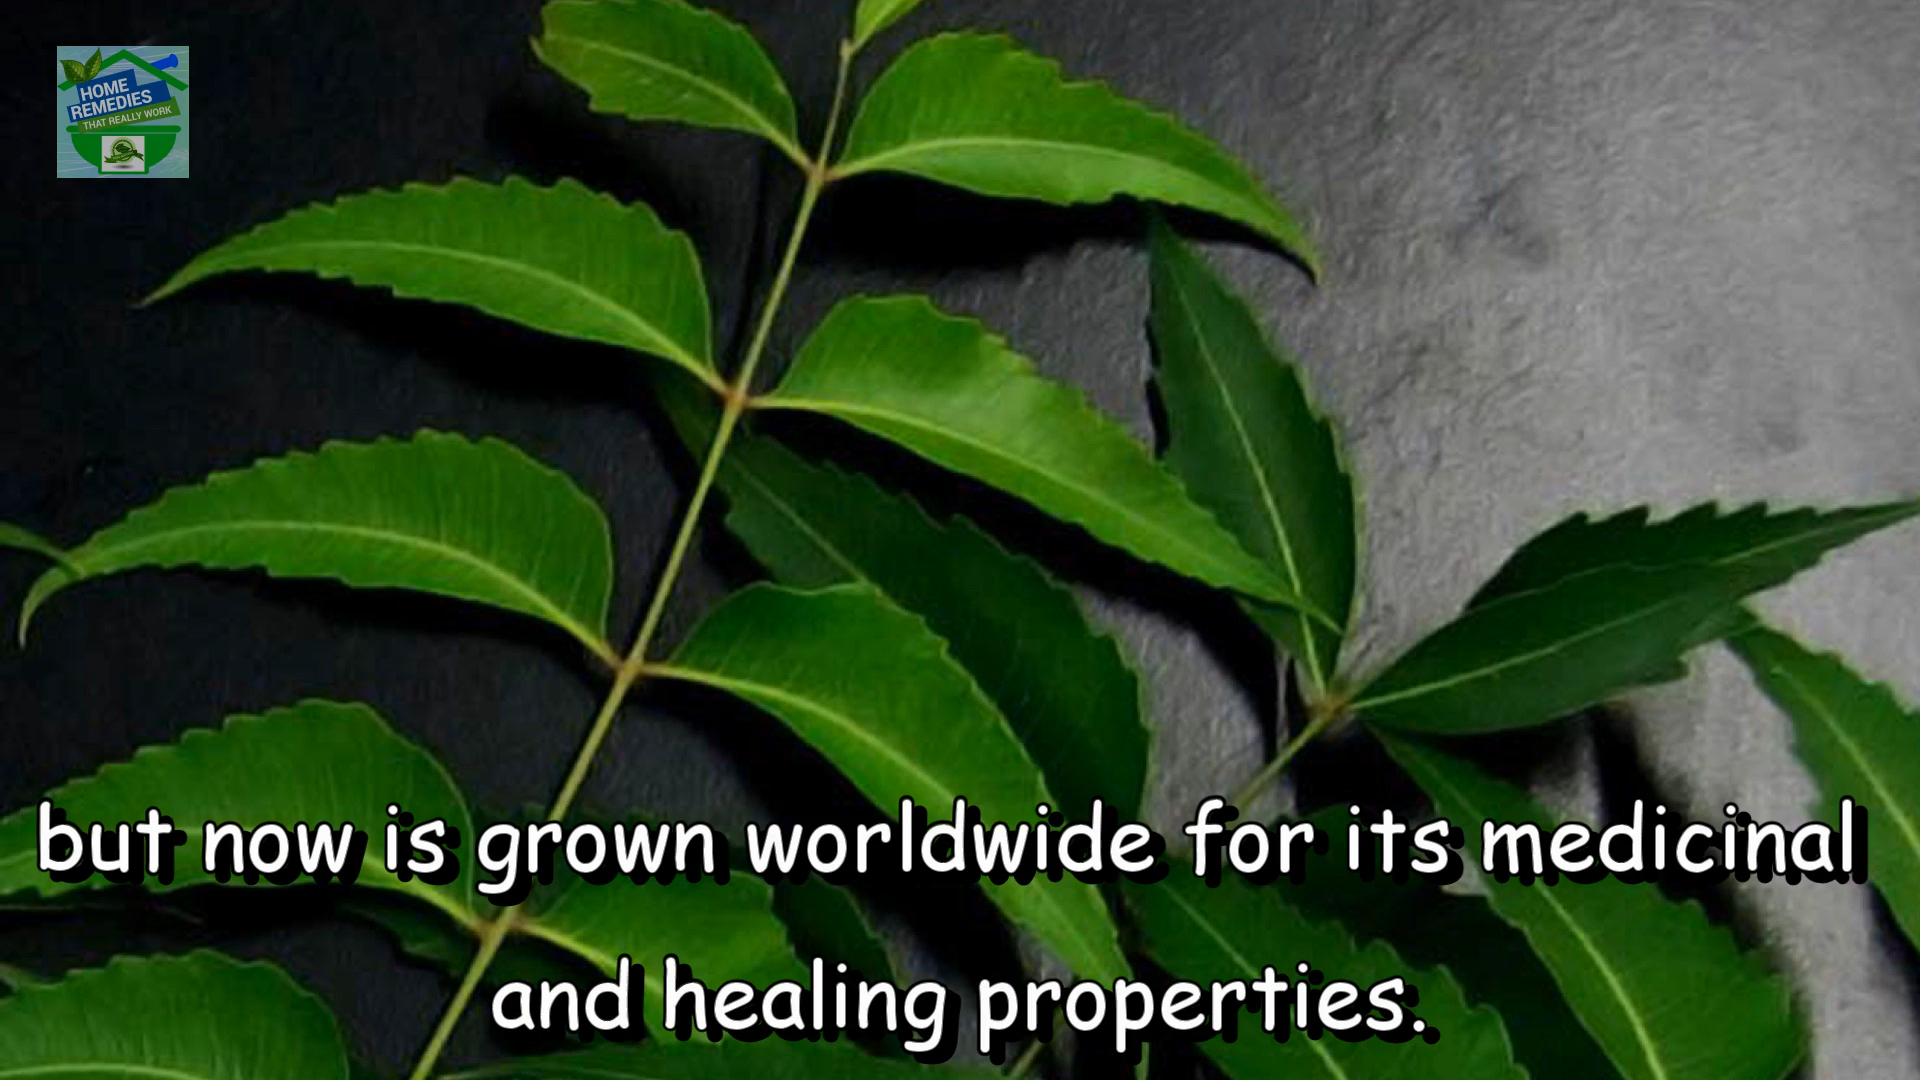 HOME
REMEDIES
THAT REALLY WORK
but now is grown worldwide for its medicinal
and healing properties.